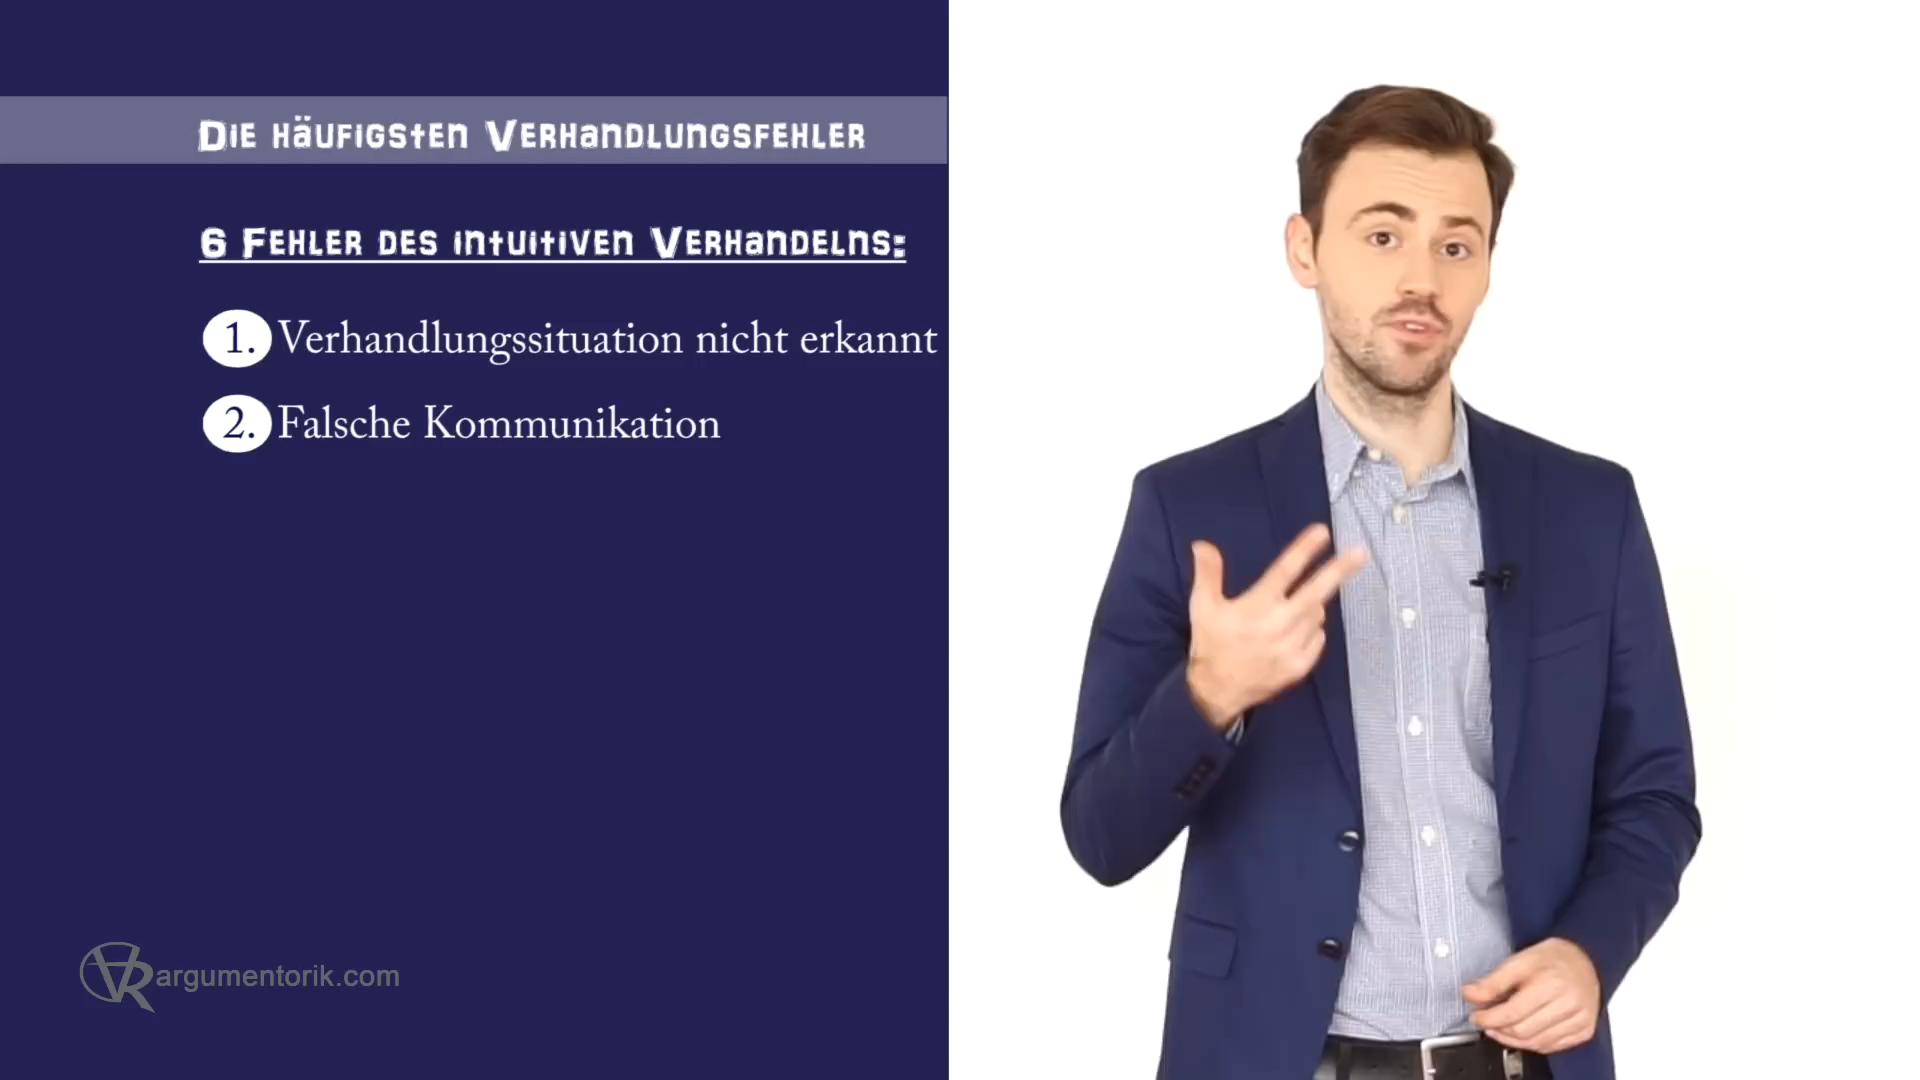 Die häufigsten Verhandlungsfehler
6 Fehler des intuitiven Verhandelns:
1. Verhandlungssituation nicht erkannt
2. Falsche Kommunikation
argumentorik.com